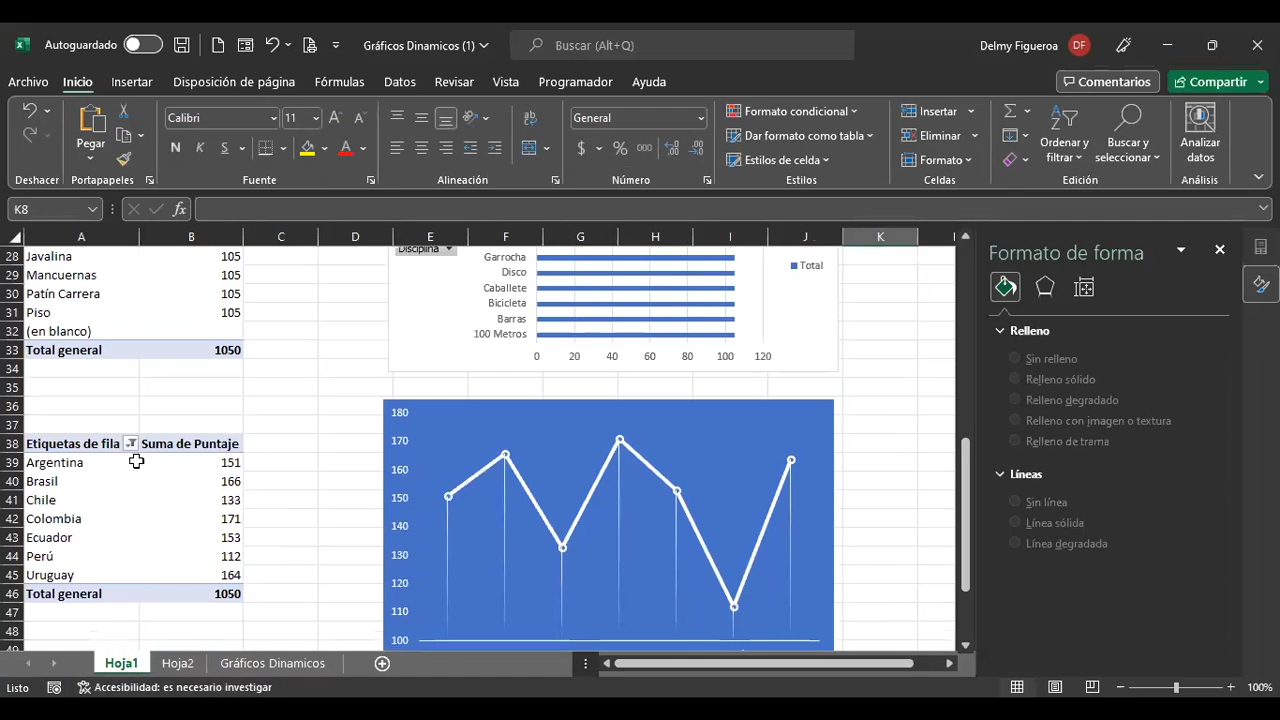 Autoguardado
Gráficos Dinamicos (1)
Buscar (Alt+Q)
Delmy Figueroa
DF
Archivo Inicio Insertar Disposición de página Fórmulas Datos Revisar Vista Programador Ayuda
Comentarios
Compartir
Pegar
Calibri 11
N K S
General
$ % 000
Formato condicional
Dar formato como tabla
Estilos de celda
Insertar
Eliminar
Formato
Ordenar y filtrar
Buscar y seleccionar
Analizar datos
Deshacer Portapapeles Fuente Alineación Número Estilos Celdas Edición Análisis
K8
fx
A B C D E F G H I J K
28 Javalina 105
29 Mancuernas 105
30 Patín Carrera 105
31 Piso 105
32 (en blanco)
33 Total general 1050
34
35
36
37
38 Etiquetas de fila Suma de Puntaje
39 Argentina 151
40 Brasil 166
41 Chile 133
42 Colombia 171
43 Ecuador 153
44 Perú 112
45 Uruguay 164
46 Total general 1050
47
48
Disciplina
Garrocha
Disco
Caballete
Bicicleta
Barras
100 Metros
0 20 40 60 80 100 120
Total
180
170
160
150
140
130
120
110
100
Formato de forma
Relleno
Sin relleno
Relleno sólido
Relleno degradado
Relleno con imagen o textura
Relleno de trama
Líneas
Sin línea
Línea sólida
Línea degradada
Hoja1 Hoja2 Gráficos Dinamicos
Listo
Accesibilidad: es necesario investigar
100%